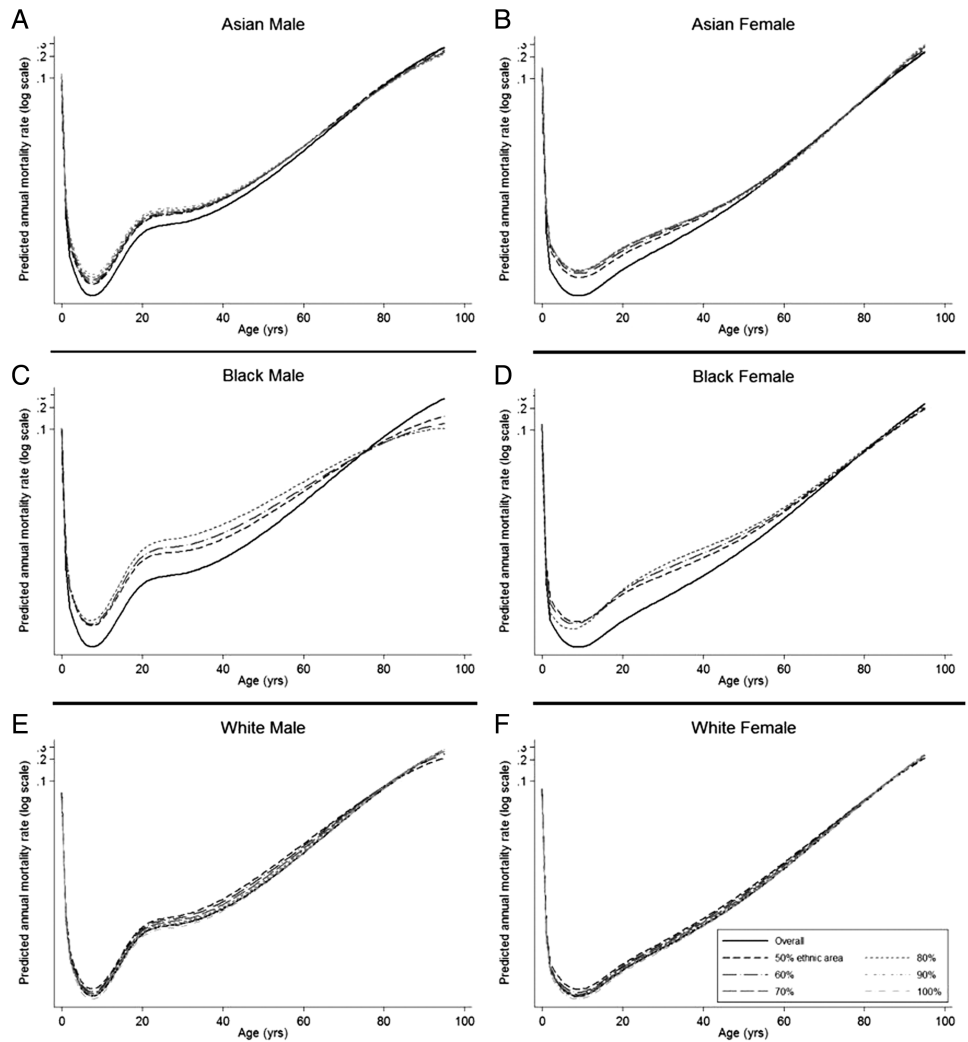 A
Asian Male
Predicted annual mortality rate (log scale)
.3
.2
.1
0 20 40 60 80 100
Age (yrs)
B
Asian Female
Predicted annual mortality rate (log scale)
.3
.2
.1
0 20 40 60 80 100
Age (yrs)
C
Black Male
Predicted annual mortality rate (log scale)
.2
.1
0 20 40 60 80 100
Age (yrs)
D
Black Female
Predicted annual mortality rate (log scale)
.2
.1
0 20 40 60 80 100
Age (yrs)
E
White Male
Predicted annual mortality rate (log scale)
.3
.2
.1
0 20 40 60 80 100
Age (yrs)
F
White Female
Predicted annual mortality rate (log scale)
.3
.2
.1
0 20 40 60 80 100
Age (yrs)
Overall
50% ethnic area 80%
60% 90%
70% 100%